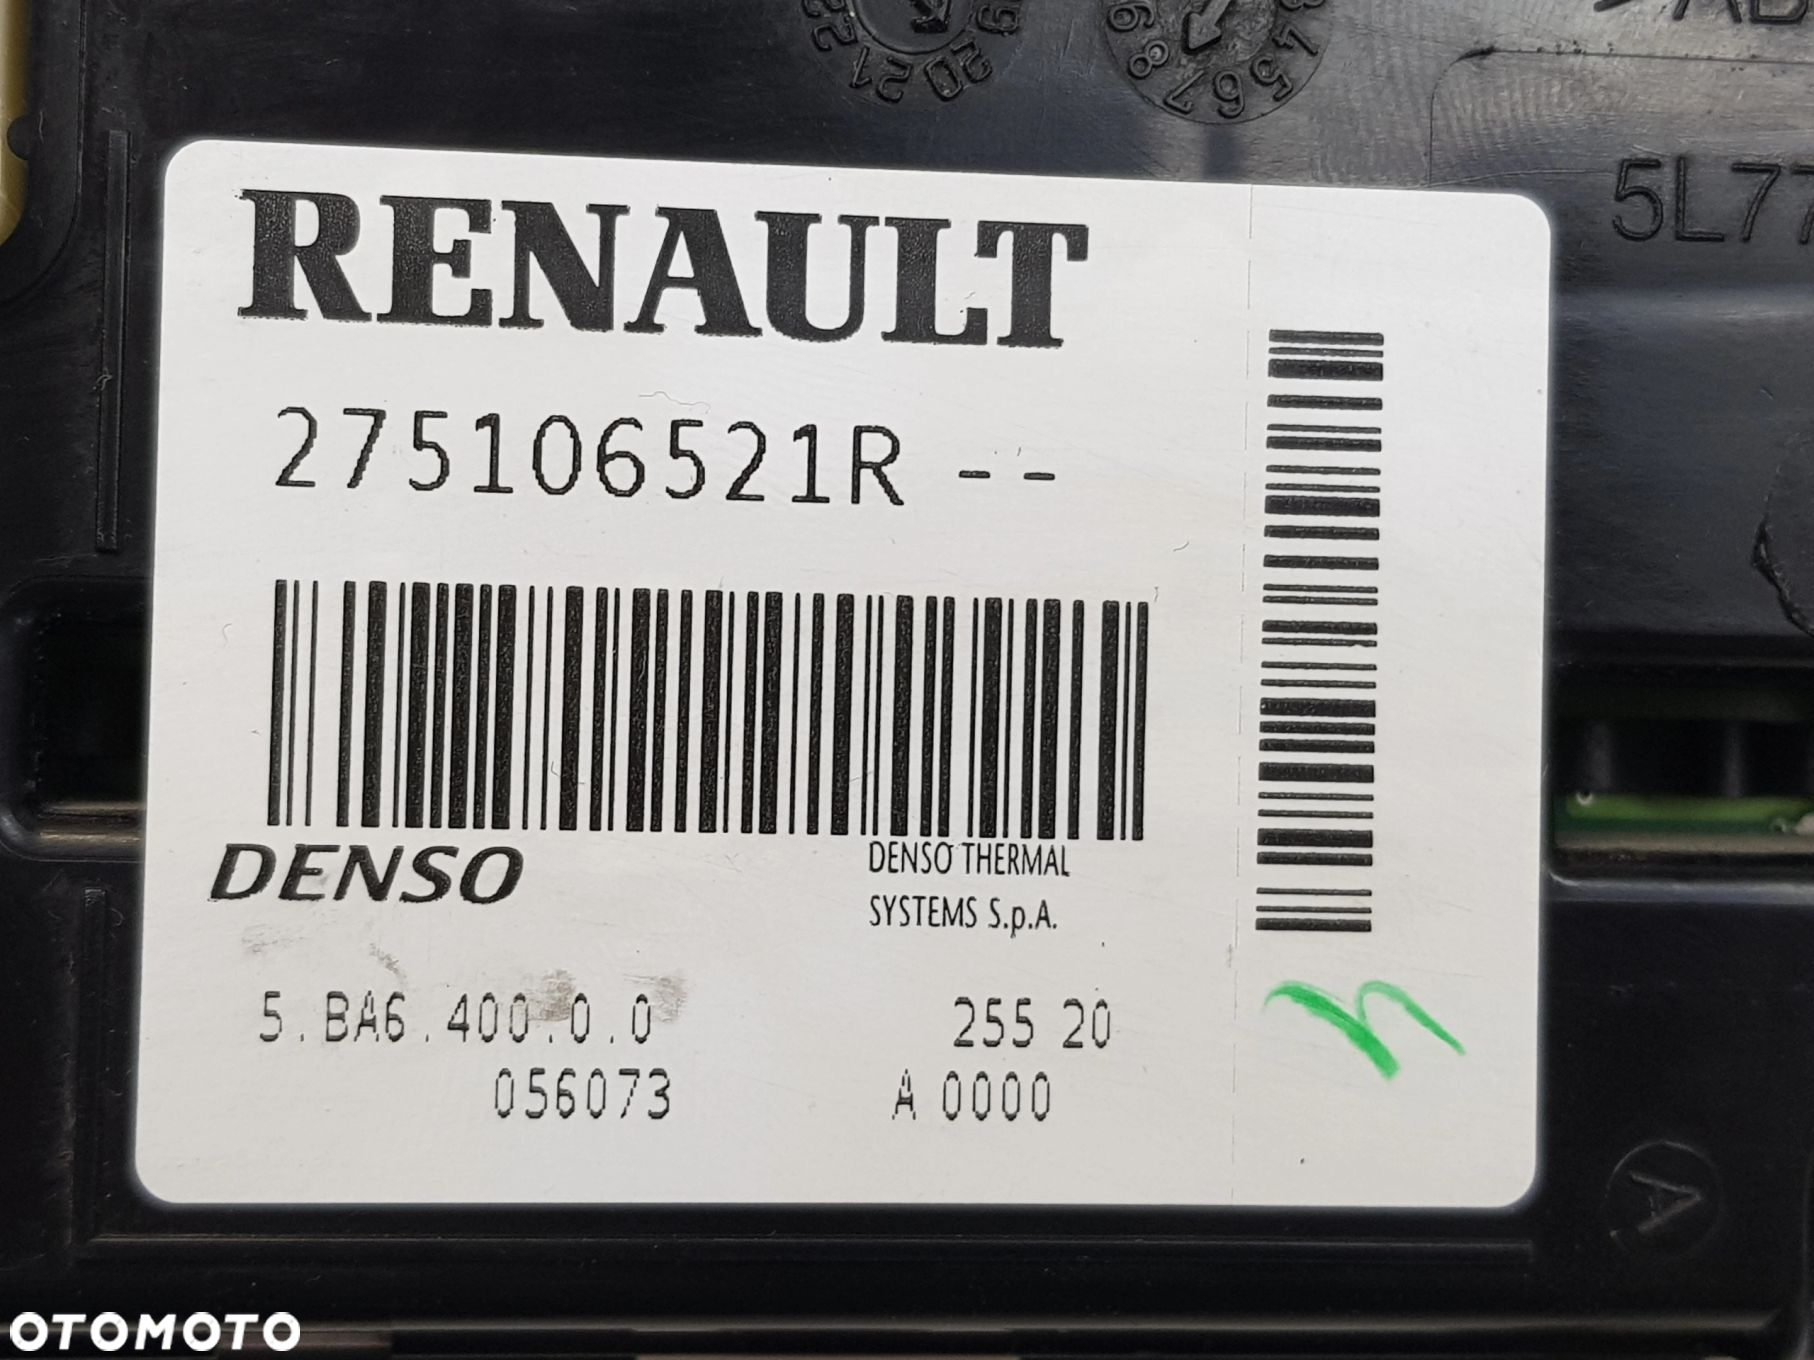 RENAULT
275106521R --
DENSO
DENSO THERMAL
SYSTEMS S.p.A.
5.BA6.400.0.0
255 20
056073
A 0000
5L77
A
OTOMOTO